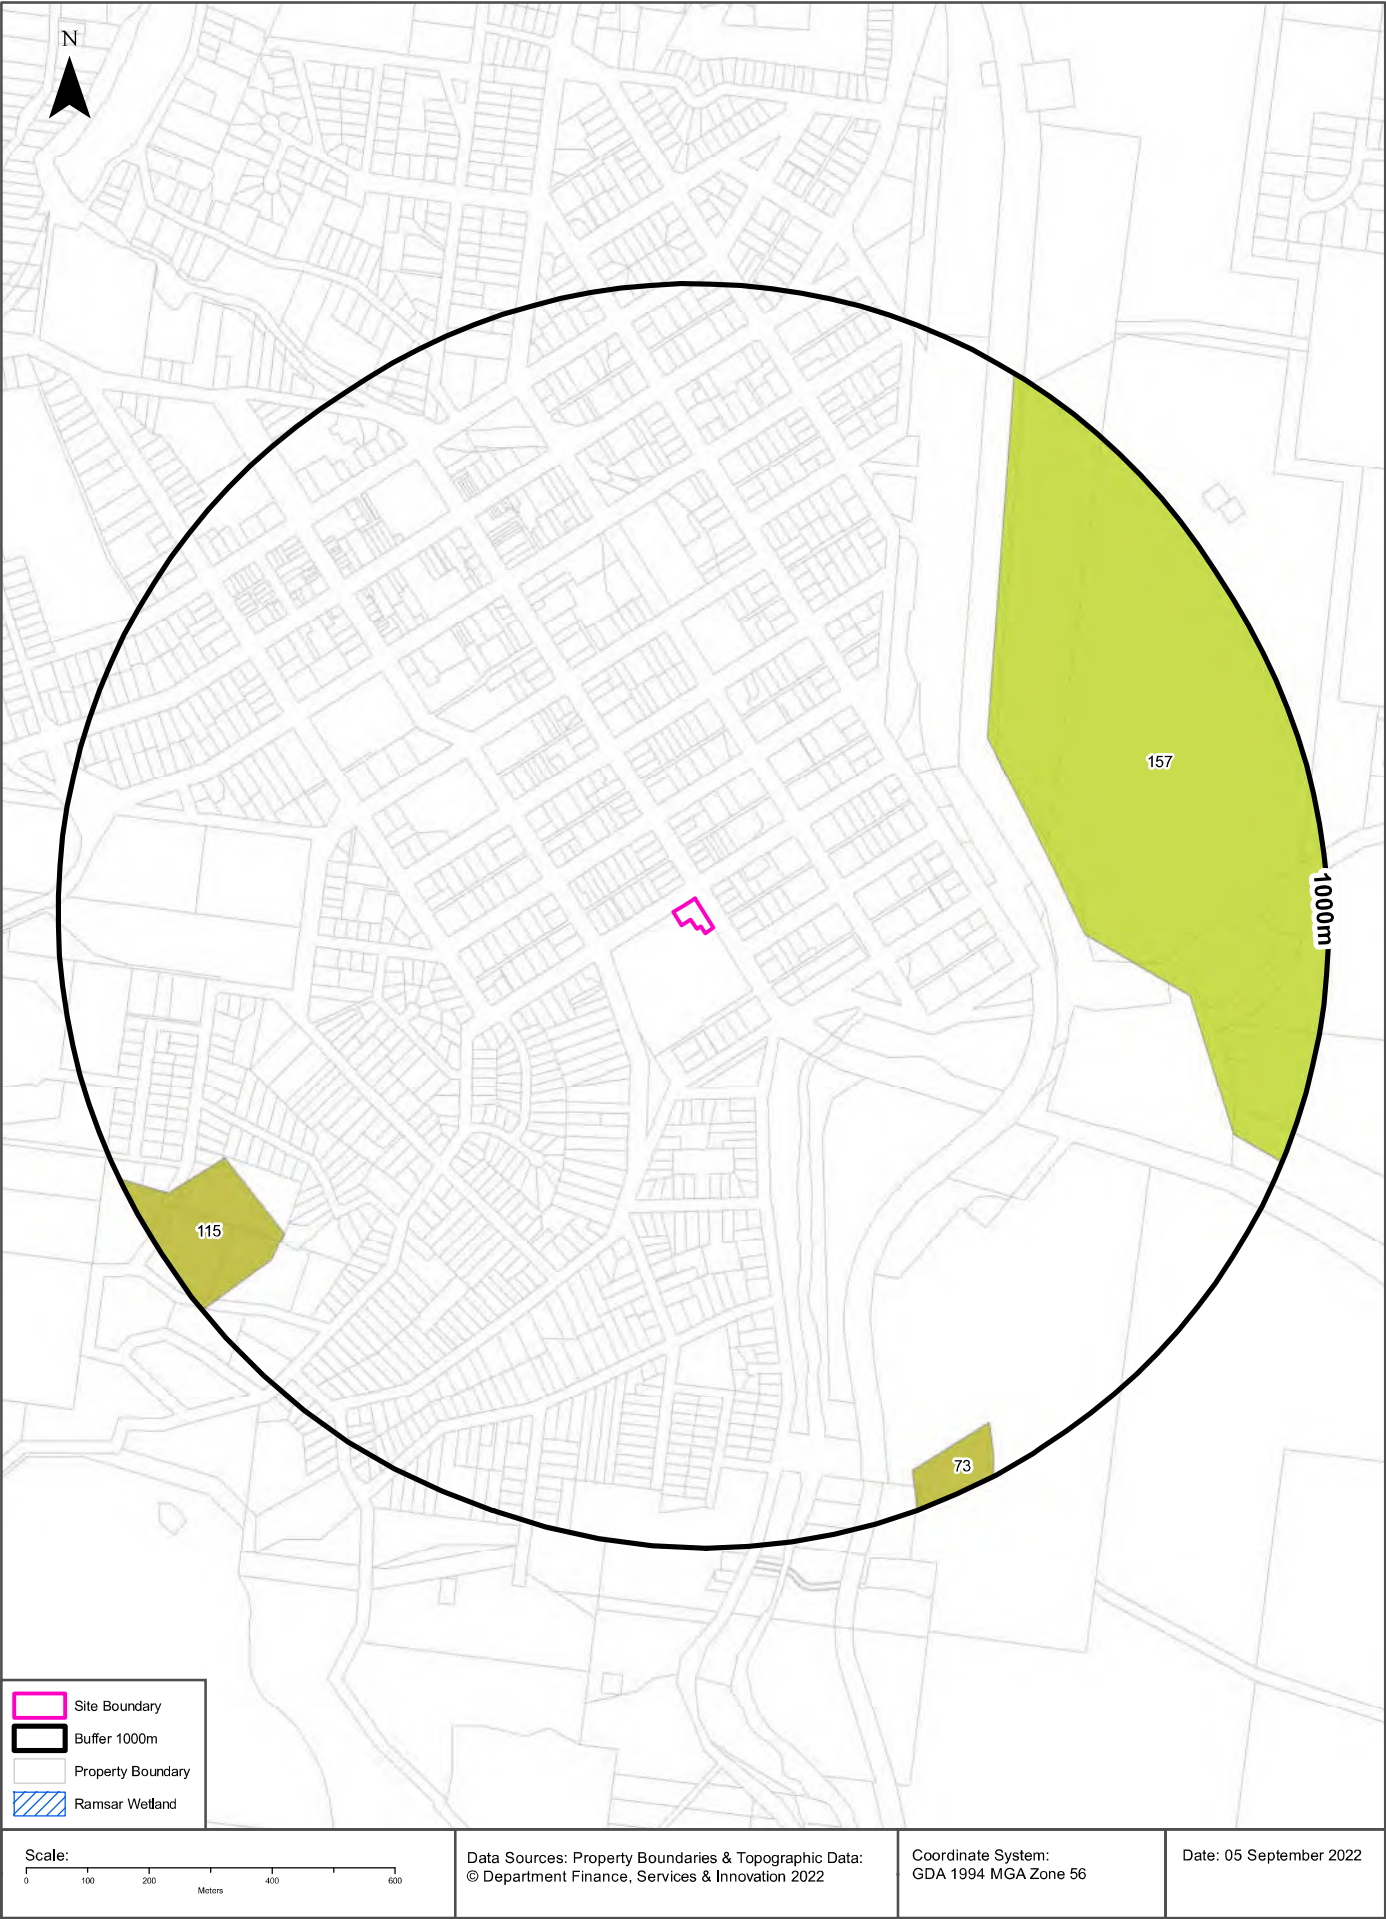 N
157
1000m
115
73
Site Boundary
Buffer 1000m
Property Boundary
Ramsar Wetland
Scale:
0 100 200 400 600
Meters
Data Sources: Property Boundaries & Topographic Data:
© Department Finance, Services & Innovation 2022
Coordinate System:
GDA 1994 MGA Zone 56
Date: 05 September 2022